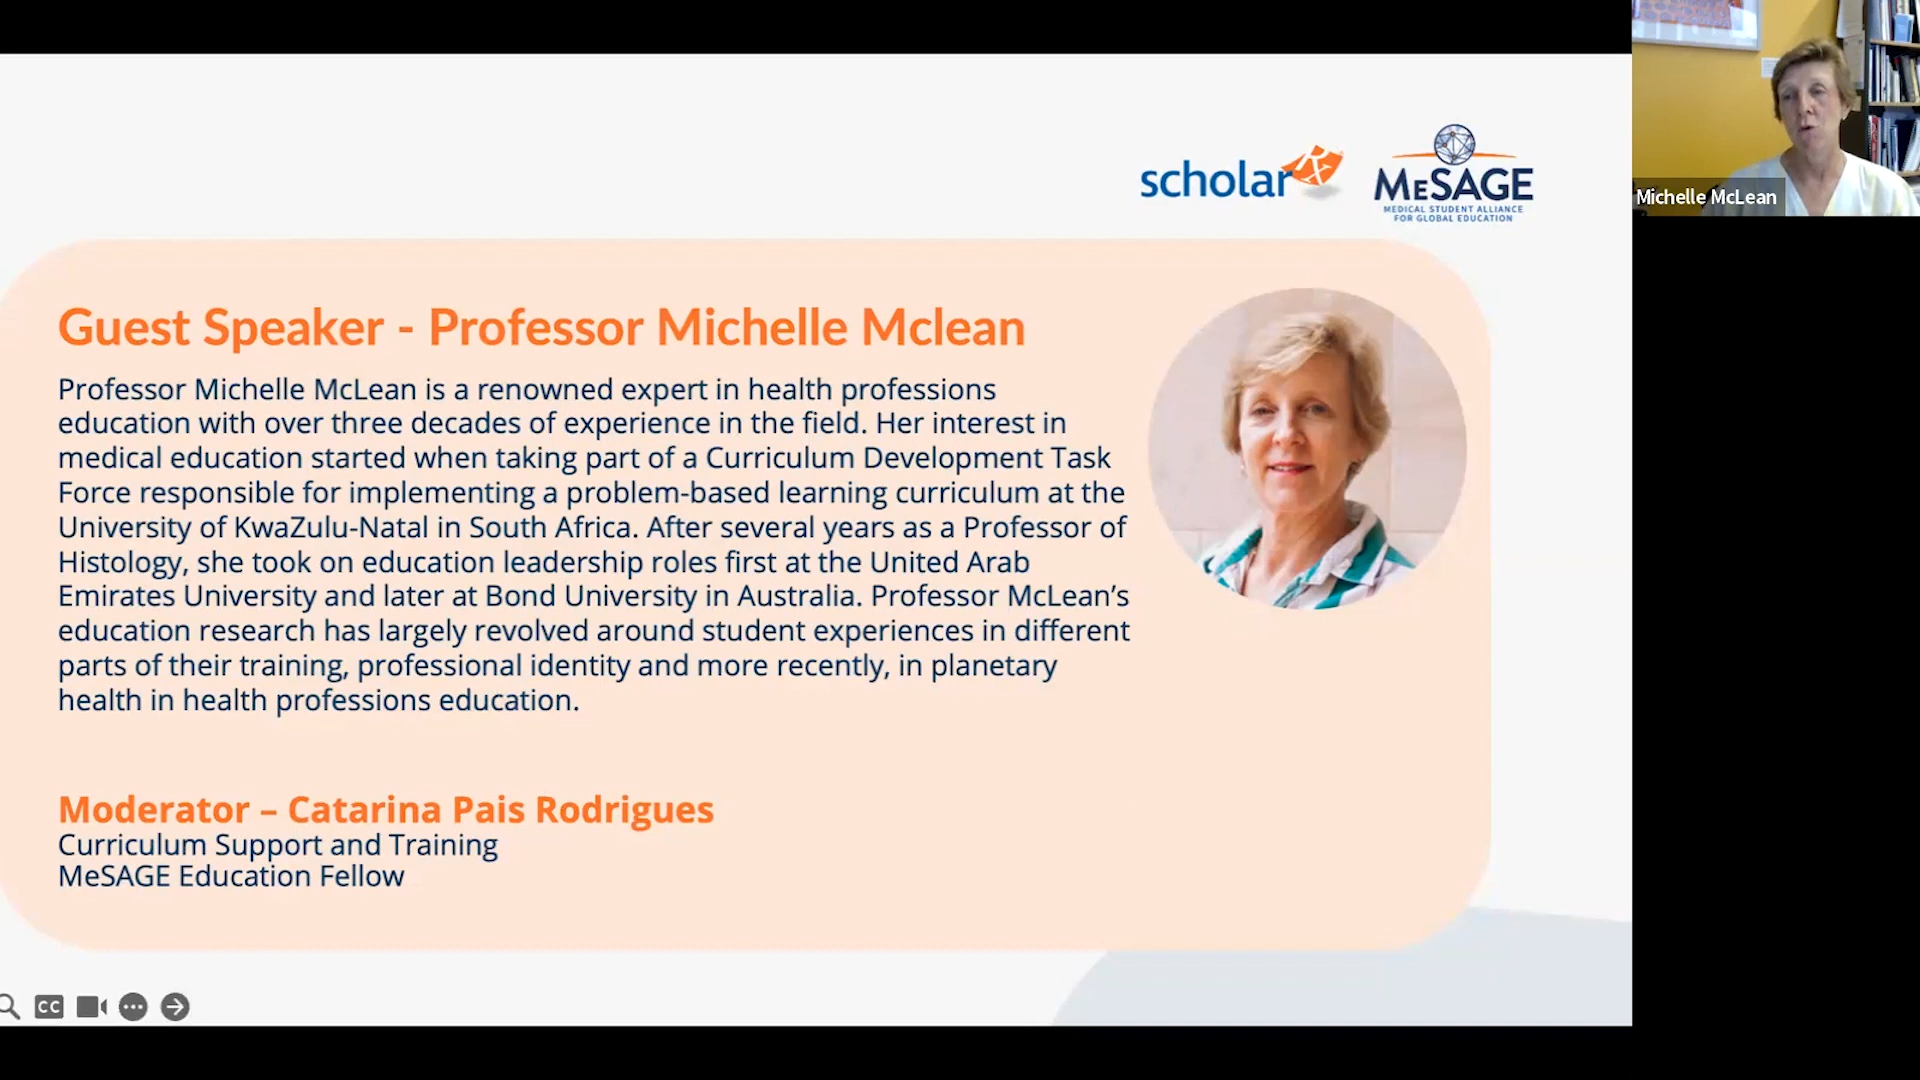 scholar
Rx
MeSAGE
MEDICAL STUDENT ALLIANCE
FOR GLOBAL EDUCATION
Michelle McLean
Guest Speaker - Professor Michelle Mclean
Professor Michelle McLean is a renowned expert in health professions
education with over three decades of experience in the field. Her interest in
medical education started when taking part of a Curriculum Development Task
Force responsible for implementing a problem-based learning curriculum at the
University of KwaZulu-Natal in South Africa. After several years as a Professor of
Histology, she took on education leadership roles first at the United Arab
Emirates University and later at Bond University in Australia. Professor McLean’s
education research has largely revolved around student experiences in different
parts of their training, professional identity and more recently, in planetary
health in health professions education.
Moderator – Catarina Pais Rodrigues
Curriculum Support and Training
MeSAGE Education Fellow
CC